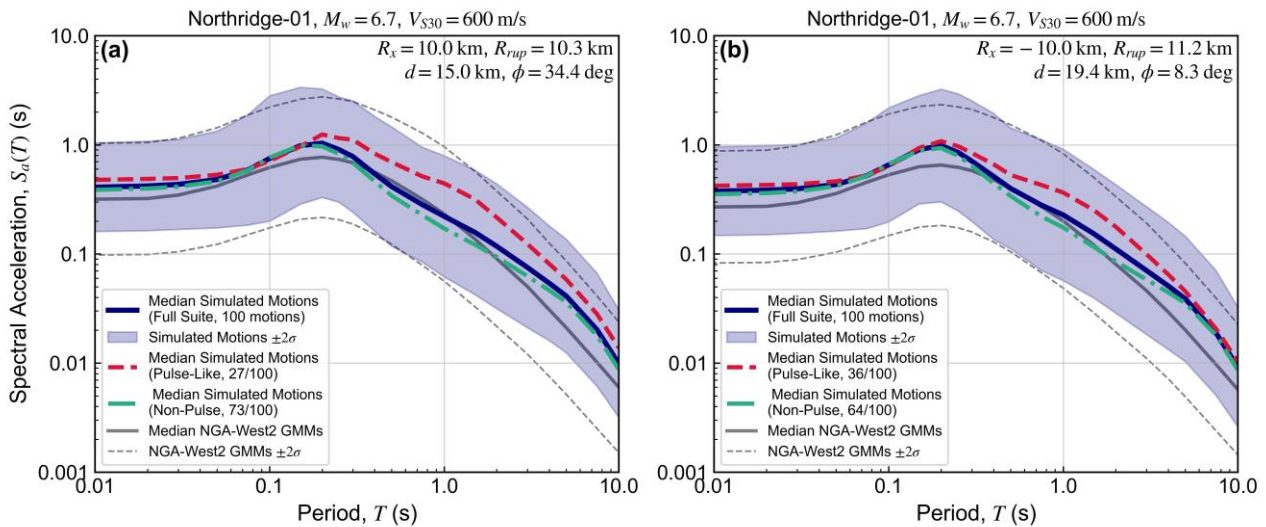 Northridge-01, M_w = 6.7, V_S30 = 600 m/s
(a)
R_x = 10.0 km, R_rup = 10.3 km
d = 15.0 km, ϕ = 34.4 deg
Spectral Acceleration, S_a(T) (s)
10.0
1.0
0.1
0.01
0.001
Median Simulated Motions
(Full Suite, 100 motions)
Simulated Motions ±2σ
Median Simulated Motions
(Pulse-Like, 27/100)
Median Simulated Motions
(Non-Pulse, 73/100)
Median NGA-West2 GMMs
NGA-West2 GMMs ±2σ
0.01 0.1 1.0 10.0
Period, T (s)
Northridge-01, M_w = 6.7, V_S30 = 600 m/s
(b)
R_x = −10.0 km, R_rup = 11.2 km
d = 19.4 km, ϕ = 8.3 deg
10.0
1.0
0.1
0.01
0.001
Median Simulated Motions
(Full Suite, 100 motions)
Simulated Motions ±2σ
Median Simulated Motions
(Pulse-Like, 36/100)
Median Simulated Motions
(Non-Pulse, 64/100)
Median NGA-West2 GMMs
NGA-West2 GMMs ±2σ
0.01 0.1 1.0 10.0
Period, T (s)